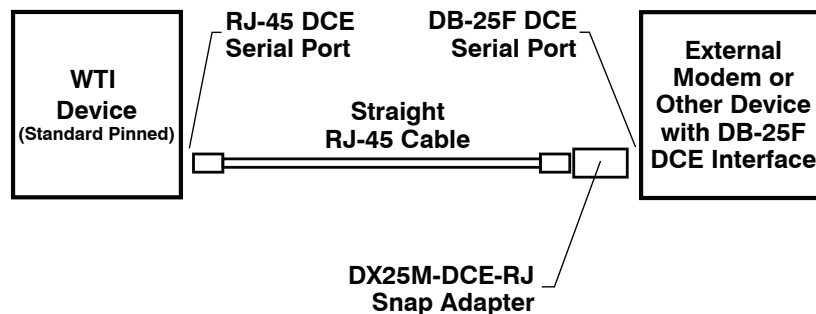 RJ-45 DCE
Serial Port
DB-25F DCE
Serial Port
WTI
Device
(Standard Pinned)
Straight
RJ-45 Cable
External
Modem or
Other Device
with DB-25F
DCE Interface
DX25M-DCE-RJ
Snap Adapter